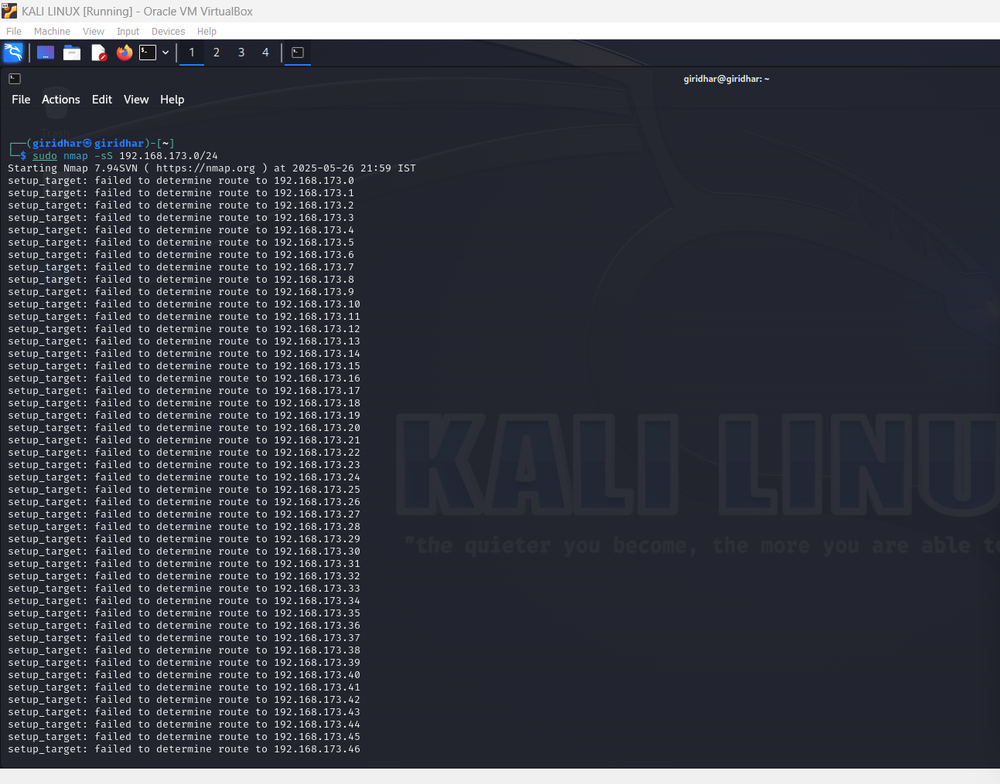 KALI LINUX [Running] - Oracle VM VirtualBox
File Machine View Input Devices Help
1 2 3 4
giridhar@giridhar: ~
File Actions Edit View Help
Trash
┌──(giridhar㉿giridhar)-[~]
└─$ sudo nmap -sS 192.168.173.0/24
Starting Nmap 7.94SVN ( https://nmap.org ) at 2025-05-26 21:59 IST
setup_target: failed to determine route to 192.168.173.0
setup_target: failed to determine route to 192.168.173.1
setup_target: failed to determine route to 192.168.173.2
setup_target: failed to determine route to 192.168.173.3
setup_target: failed to determine route to 192.168.173.4
setup_target: failed to determine route to 192.168.173.5
setup_target: failed to determine route to 192.168.173.6
setup_target: failed to determine route to 192.168.173.7
setup_target: failed to determine route to 192.168.173.8
setup_target: failed to determine route to 192.168.173.9
setup_target: failed to determine route to 192.168.173.10
setup_target: failed to determine route to 192.168.173.11
setup_target: failed to determine route to 192.168.173.12
setup_target: failed to determine route to 192.168.173.13
setup_target: failed to determine route to 192.168.173.14
setup_target: failed to determine route to 192.168.173.15
setup_target: failed to determine route to 192.168.173.16
setup_target: failed to determine route to 192.168.173.17
setup_target: failed to determine route to 192.168.173.18
setup_target: failed to determine route to 192.168.173.19
setup_target: failed to determine route to 192.168.173.20
setup_target: failed to determine route to 192.168.173.21
setup_target: failed to determine route to 192.168.173.22
setup_target: failed to determine route to 192.168.173.23
setup_target: failed to determine route to 192.168.173.24
setup_target: failed to determine route to 192.168.173.25
setup_target: failed to determine route to 192.168.173.26
setup_target: failed to determine route to 192.168.173.27
setup_target: failed to determine route to 192.168.173.28
setup_target: failed to determine route to 192.168.173.29
setup_target: failed to determine route to 192.168.173.30
setup_target: failed to determine route to 192.168.173.31
setup_target: failed to determine route to 192.168.173.32
setup_target: failed to determine route to 192.168.173.33
setup_target: failed to determine route to 192.168.173.34
setup_target: failed to determine route to 192.168.173.35
setup_target: failed to determine route to 192.168.173.36
setup_target: failed to determine route to 192.168.173.37
setup_target: failed to determine route to 192.168.173.38
setup_target: failed to determine route to 192.168.173.39
setup_target: failed to determine route to 192.168.173.40
setup_target: failed to determine route to 192.168.173.41
setup_target: failed to determine route to 192.168.173.42
setup_target: failed to determine route to 192.168.173.43
setup_target: failed to determine route to 192.168.173.44
setup_target: failed to determine route to 192.168.173.45
setup_target: failed to determine route to 192.168.173.46
KALI LINU
"the quieter you become, the more you are able to